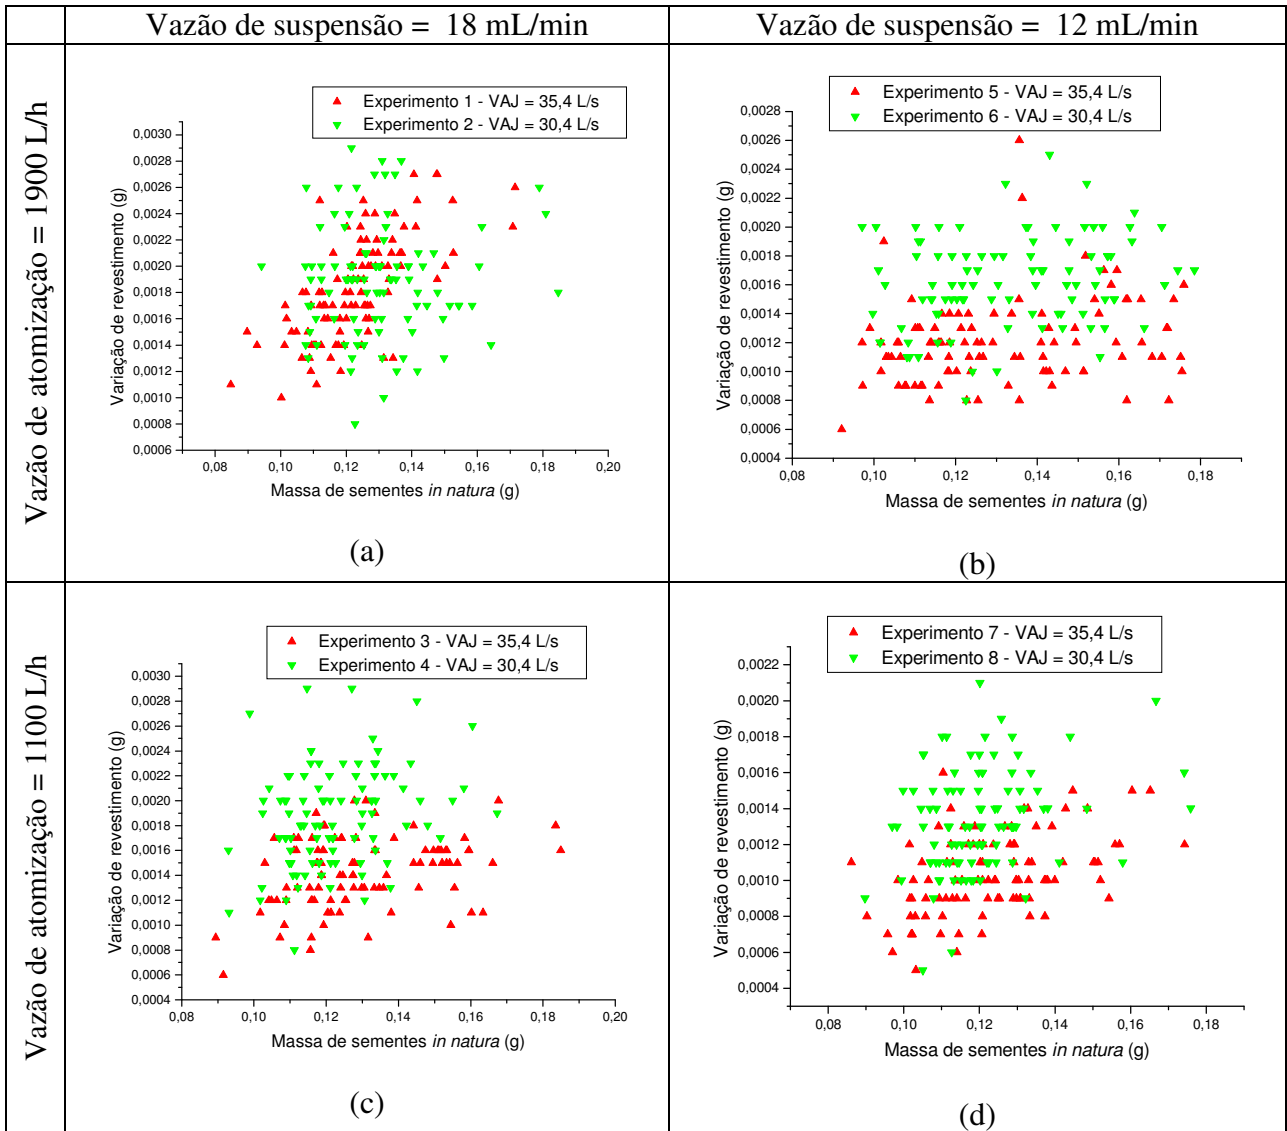 Vazão de suspensão = 18 mL/min
Vazão de suspensão = 12 mL/min
Vazão de atomização = 1900 L/h
Experimento 1 - VAJ = 35,4 L/s
Experimento 2 - VAJ = 30,4 L/s
Variação de revestimento (g)
0,0030
0,0028
0,0026
0,0024
0,0022
0,0020
0,0018
0,0016
0,0014
0,0012
0,0010
0,0008
0,0006
0,08 0,10 0,12 0,14 0,16 0,18 0,20
Massa de sementes in natura (g)
(a)
Experimento 5 - VAJ = 35,4 L/s
Experimento 6 - VAJ = 30,4 L/s
Variação de revestimento (g)
0,0028
0,0026
0,0024
0,0022
0,0020
0,0018
0,0016
0,0014
0,0012
0,0010
0,0008
0,0006
0,0004
0,08 0,10 0,12 0,14 0,16 0,18
Massa de sementes in natura (g)
(b)
Vazão de atomização = 1100 L/h
Experimento 3 - VAJ = 35,4 L/s
Experimento 4 - VAJ = 30,4 L/s
Variação de revestimento (g)
0,0030
0,0028
0,0026
0,0024
0,0022
0,0020
0,0018
0,0016
0,0014
0,0012
0,0010
0,0008
0,0006
0,0004
0,08 0,10 0,12 0,14 0,16 0,18 0,20
Massa de sementes in natura (g)
(c)
Experimento 7 - VAJ = 35,4 L/s
Experimento 8 - VAJ = 30,4 L/s
Variação de revestimento (g)
0,0022
0,0020
0,0018
0,0016
0,0014
0,0012
0,0010
0,0008
0,0006
0,0004
0,08 0,10 0,12 0,14 0,16 0,18
Massa de sementes in natura (g)
(d)